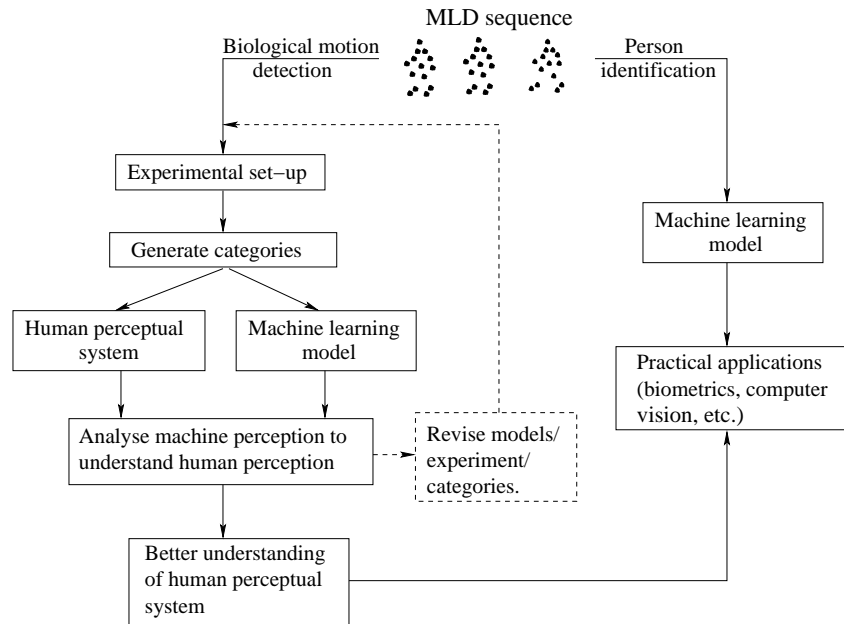 MLD sequence
Biological motion
detection
Person
identification
Experimental set−up
Generate categories
Human perceptual
system
Machine learning
model
Analyse machine perception to
understand human perception
Revise models/
experiment/
categories.
Better understanding
of human perceptual
system
Machine learning
model
Practical applications
(biometrics, computer
vision, etc.)